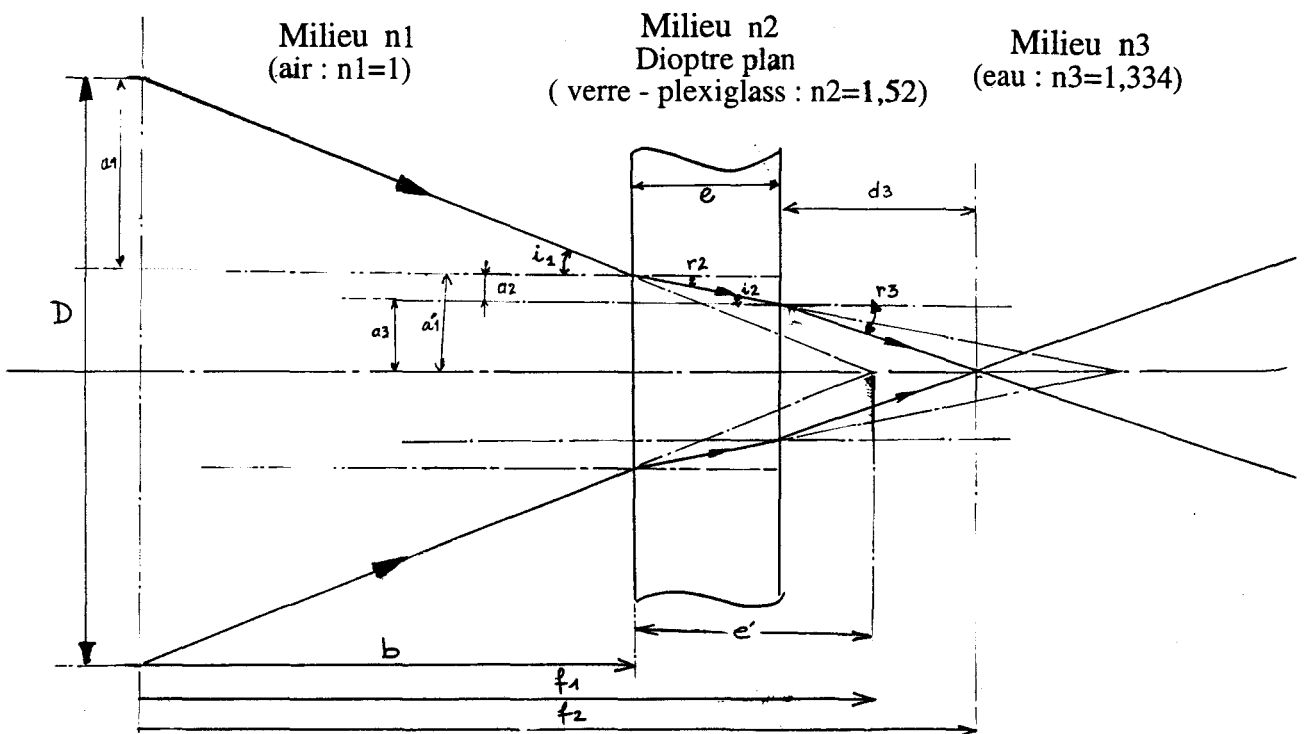 Milieu n1
(air : n1=1)
Milieu n2
Dioptre plan
( verre - plexiglass : n2=1,52)
Milieu n3
(eau : n3=1,334)
a1
e
d3
i1
r2
a2
i2
r3
D
a3
a'1
e'
b
f1
f2